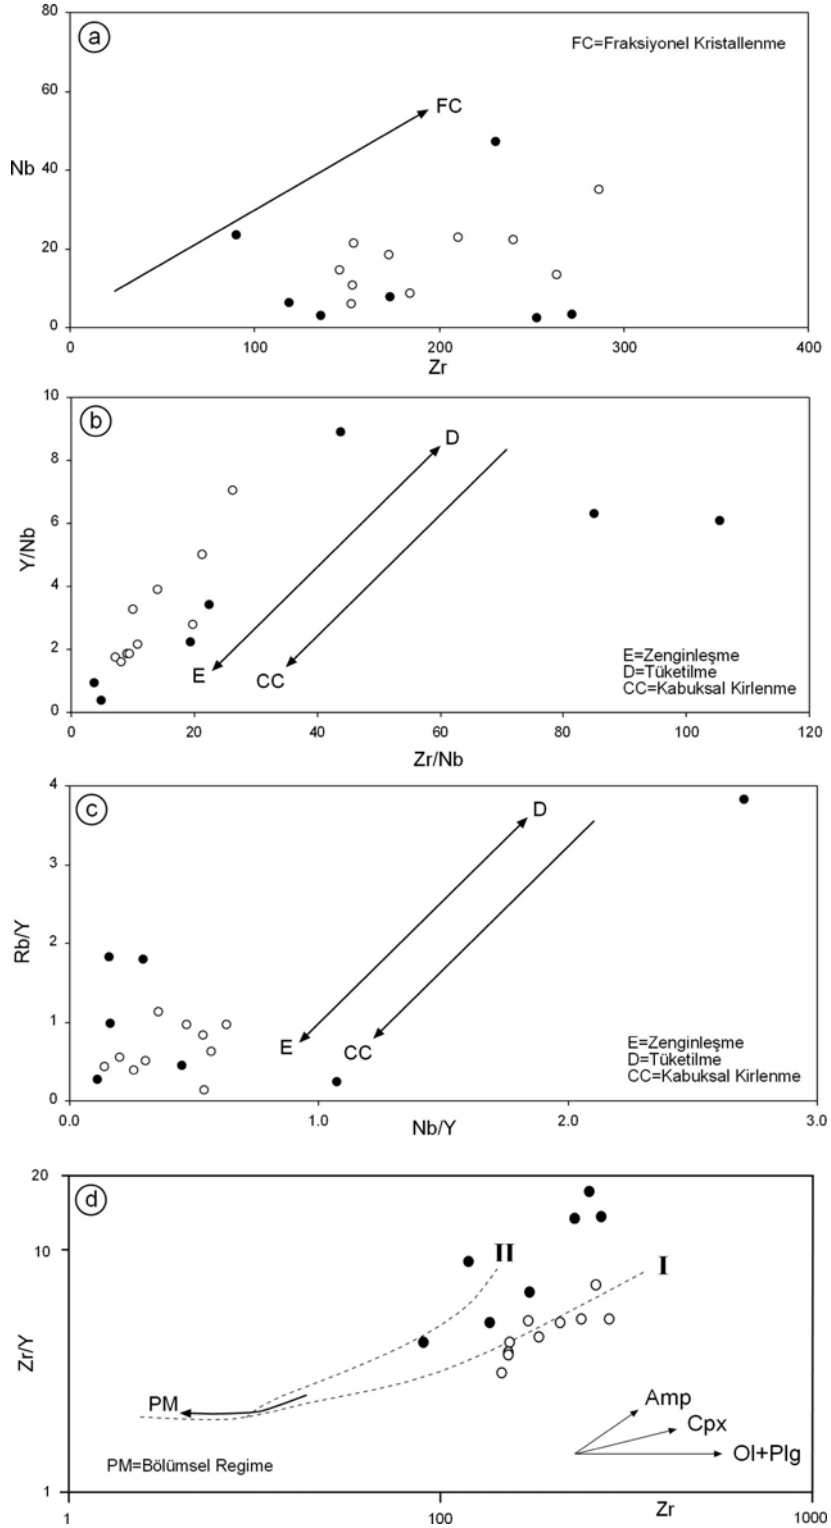 a
FC=Fraksiyonel Kristallenme
80
60
40
20
0
Nb
FC
0
100
200
300
400
Zr
b
10
8
6
4
2
0
Y/Nb
D
E
CC
E=Zenginleşme
D=Tüketilme
CC=Kabuksal Kirlenme
0
20
40
60
80
100
120
Zr/Nb
c
4
3
2
1
0
Rb/Y
D
E
CC
E=Zenginleşme
D=Tüketilme
CC=Kabuksal Kirlenme
0.0
1.0
2.0
3.0
Nb/Y
d
20
10
1
Zr/Y
II
I
PM
Amp
Cpx
Ol+Plg
PM=Bölümsel Regime
1
100
1000
Zr